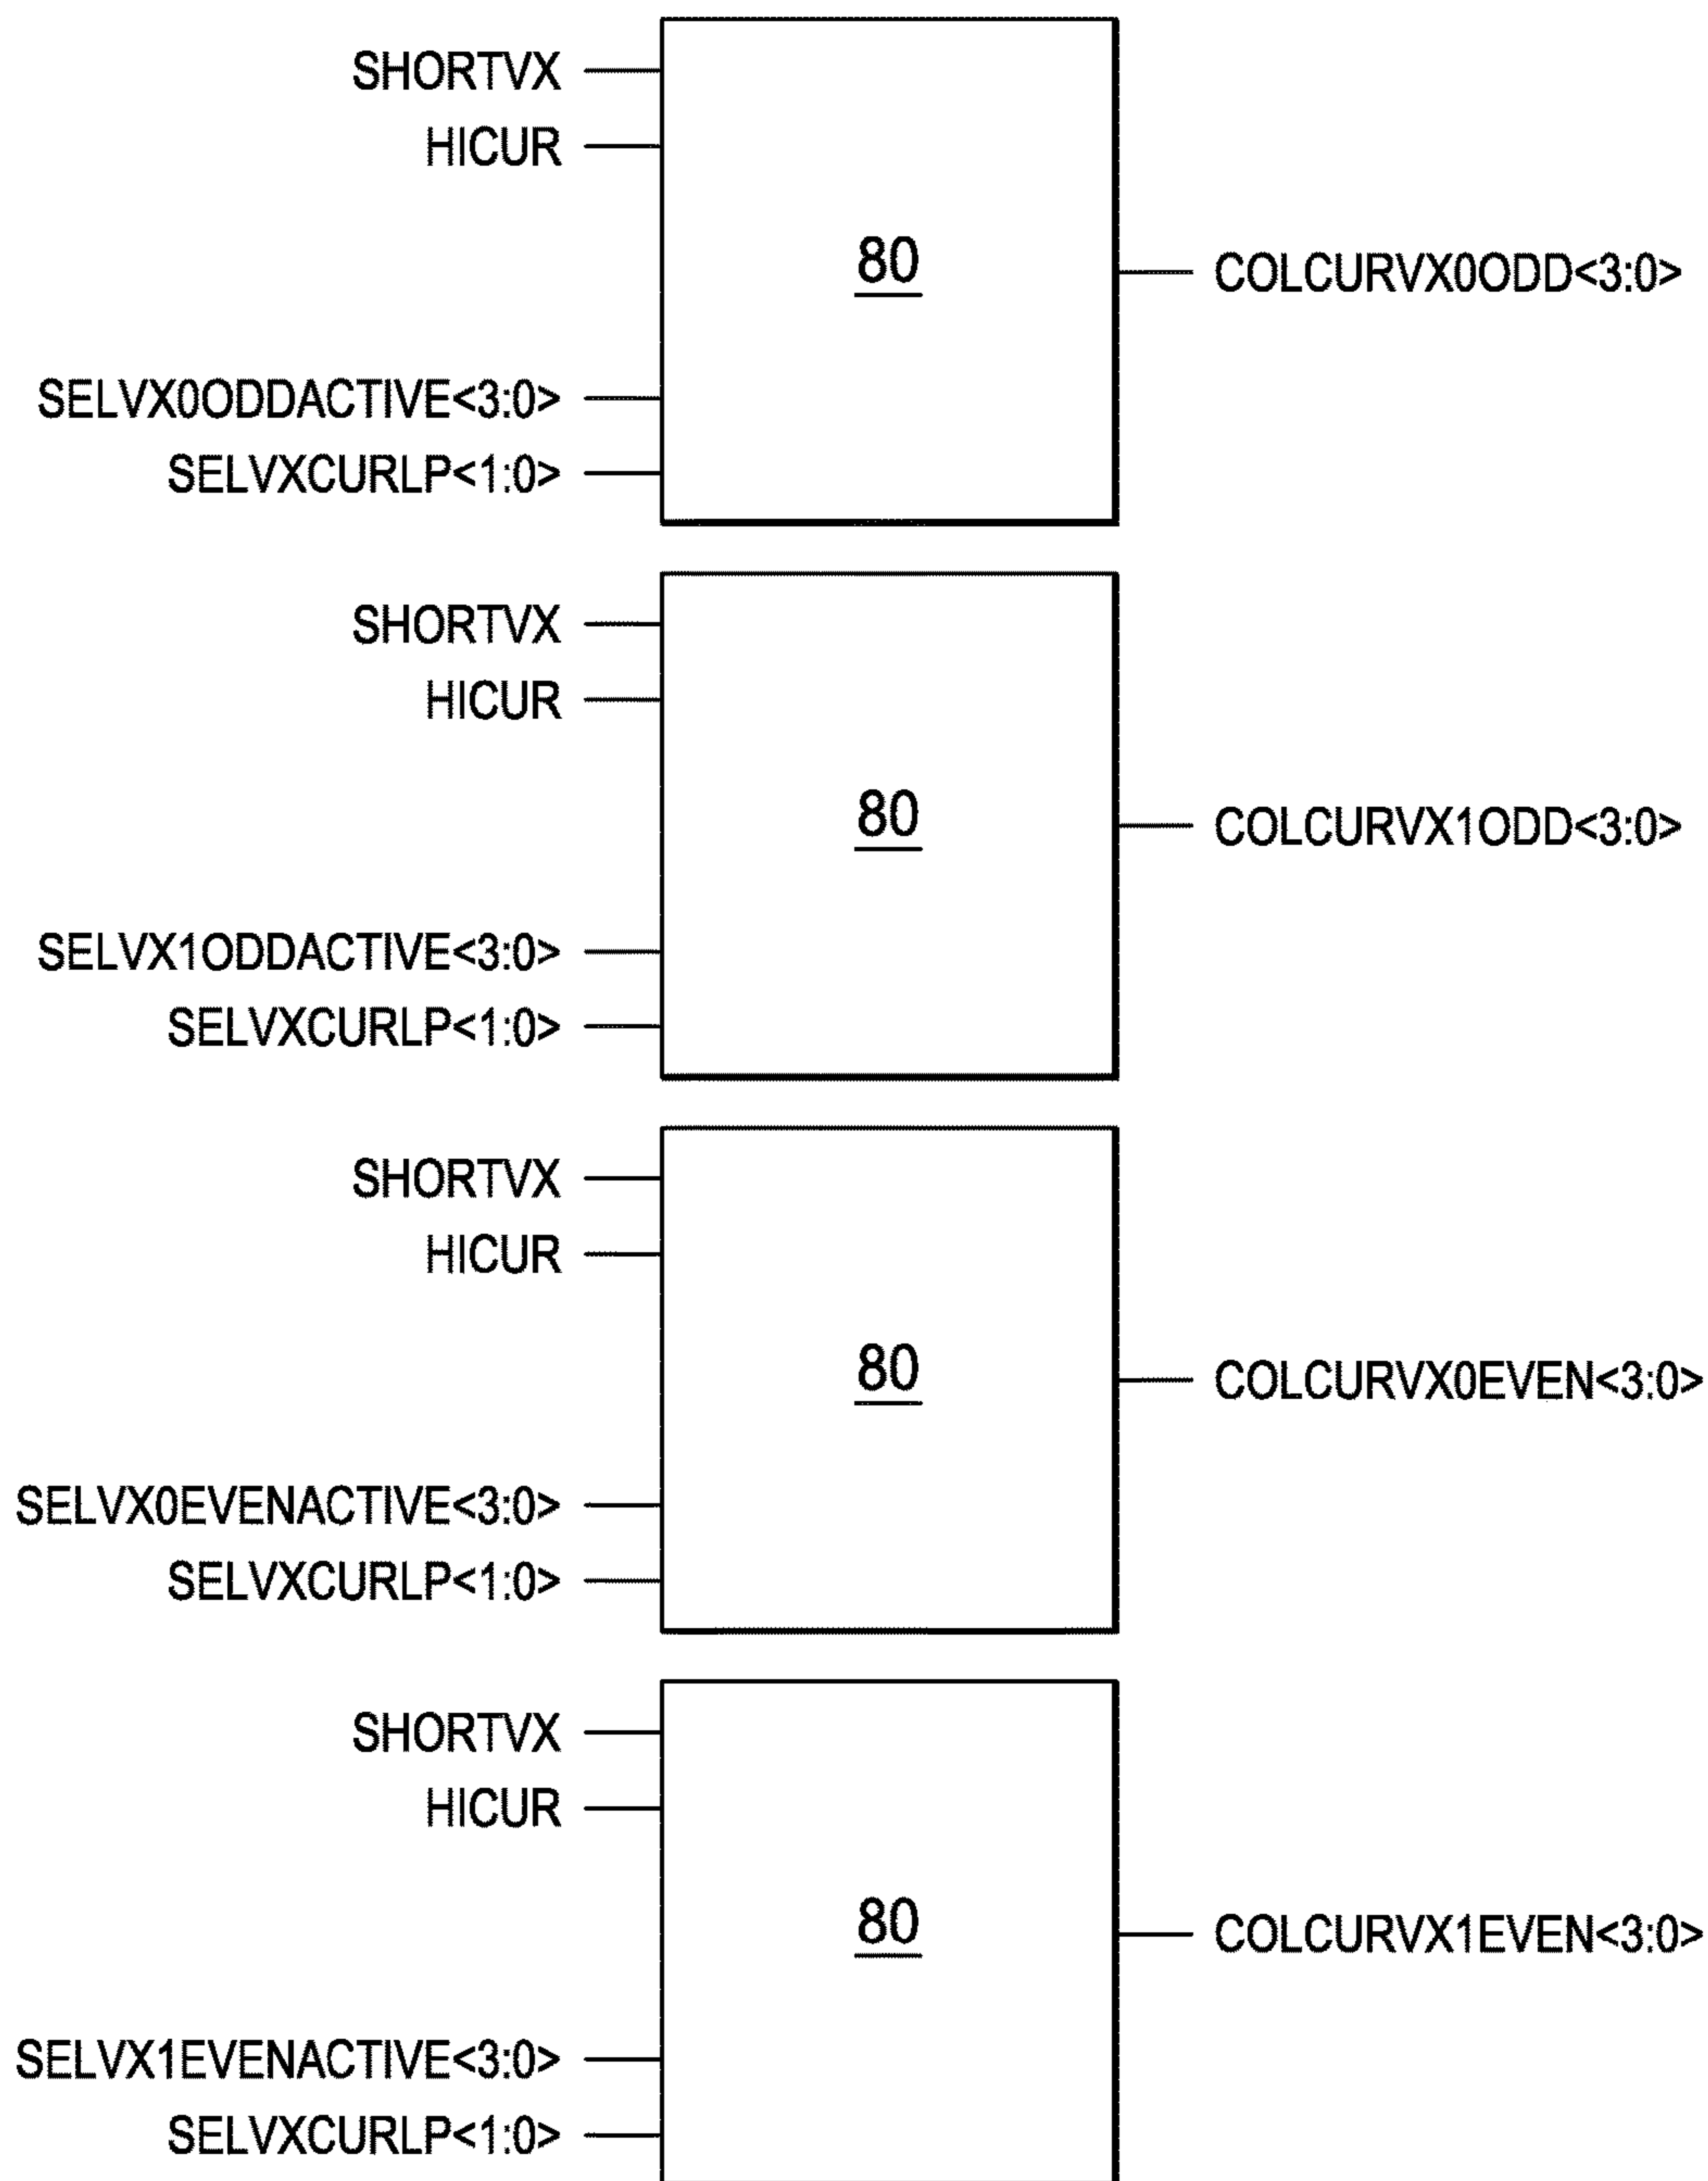 SHORTVX
HICUR
80
COLCURVX0ODD<3:0>
SELVX0ODDACTIVE<3:0>
SELVXCURLP<1:0>
SHORTVX
HICUR
80
COLCURVX1ODD<3:0>
SELVX1ODDACTIVE<3:0>
SELVXCURLP<1:0>
SHORTVX
HICUR
80
COLCURVX0EVEN<3:0>
SELVX0EVENACTIVE<3:0>
SELVXCURLP<1:0>
SHORTVX
HICUR
80
COLCURVX1EVEN<3:0>
SELVX1EVENACTIVE<3:0>
SELVXCURLP<1:0>